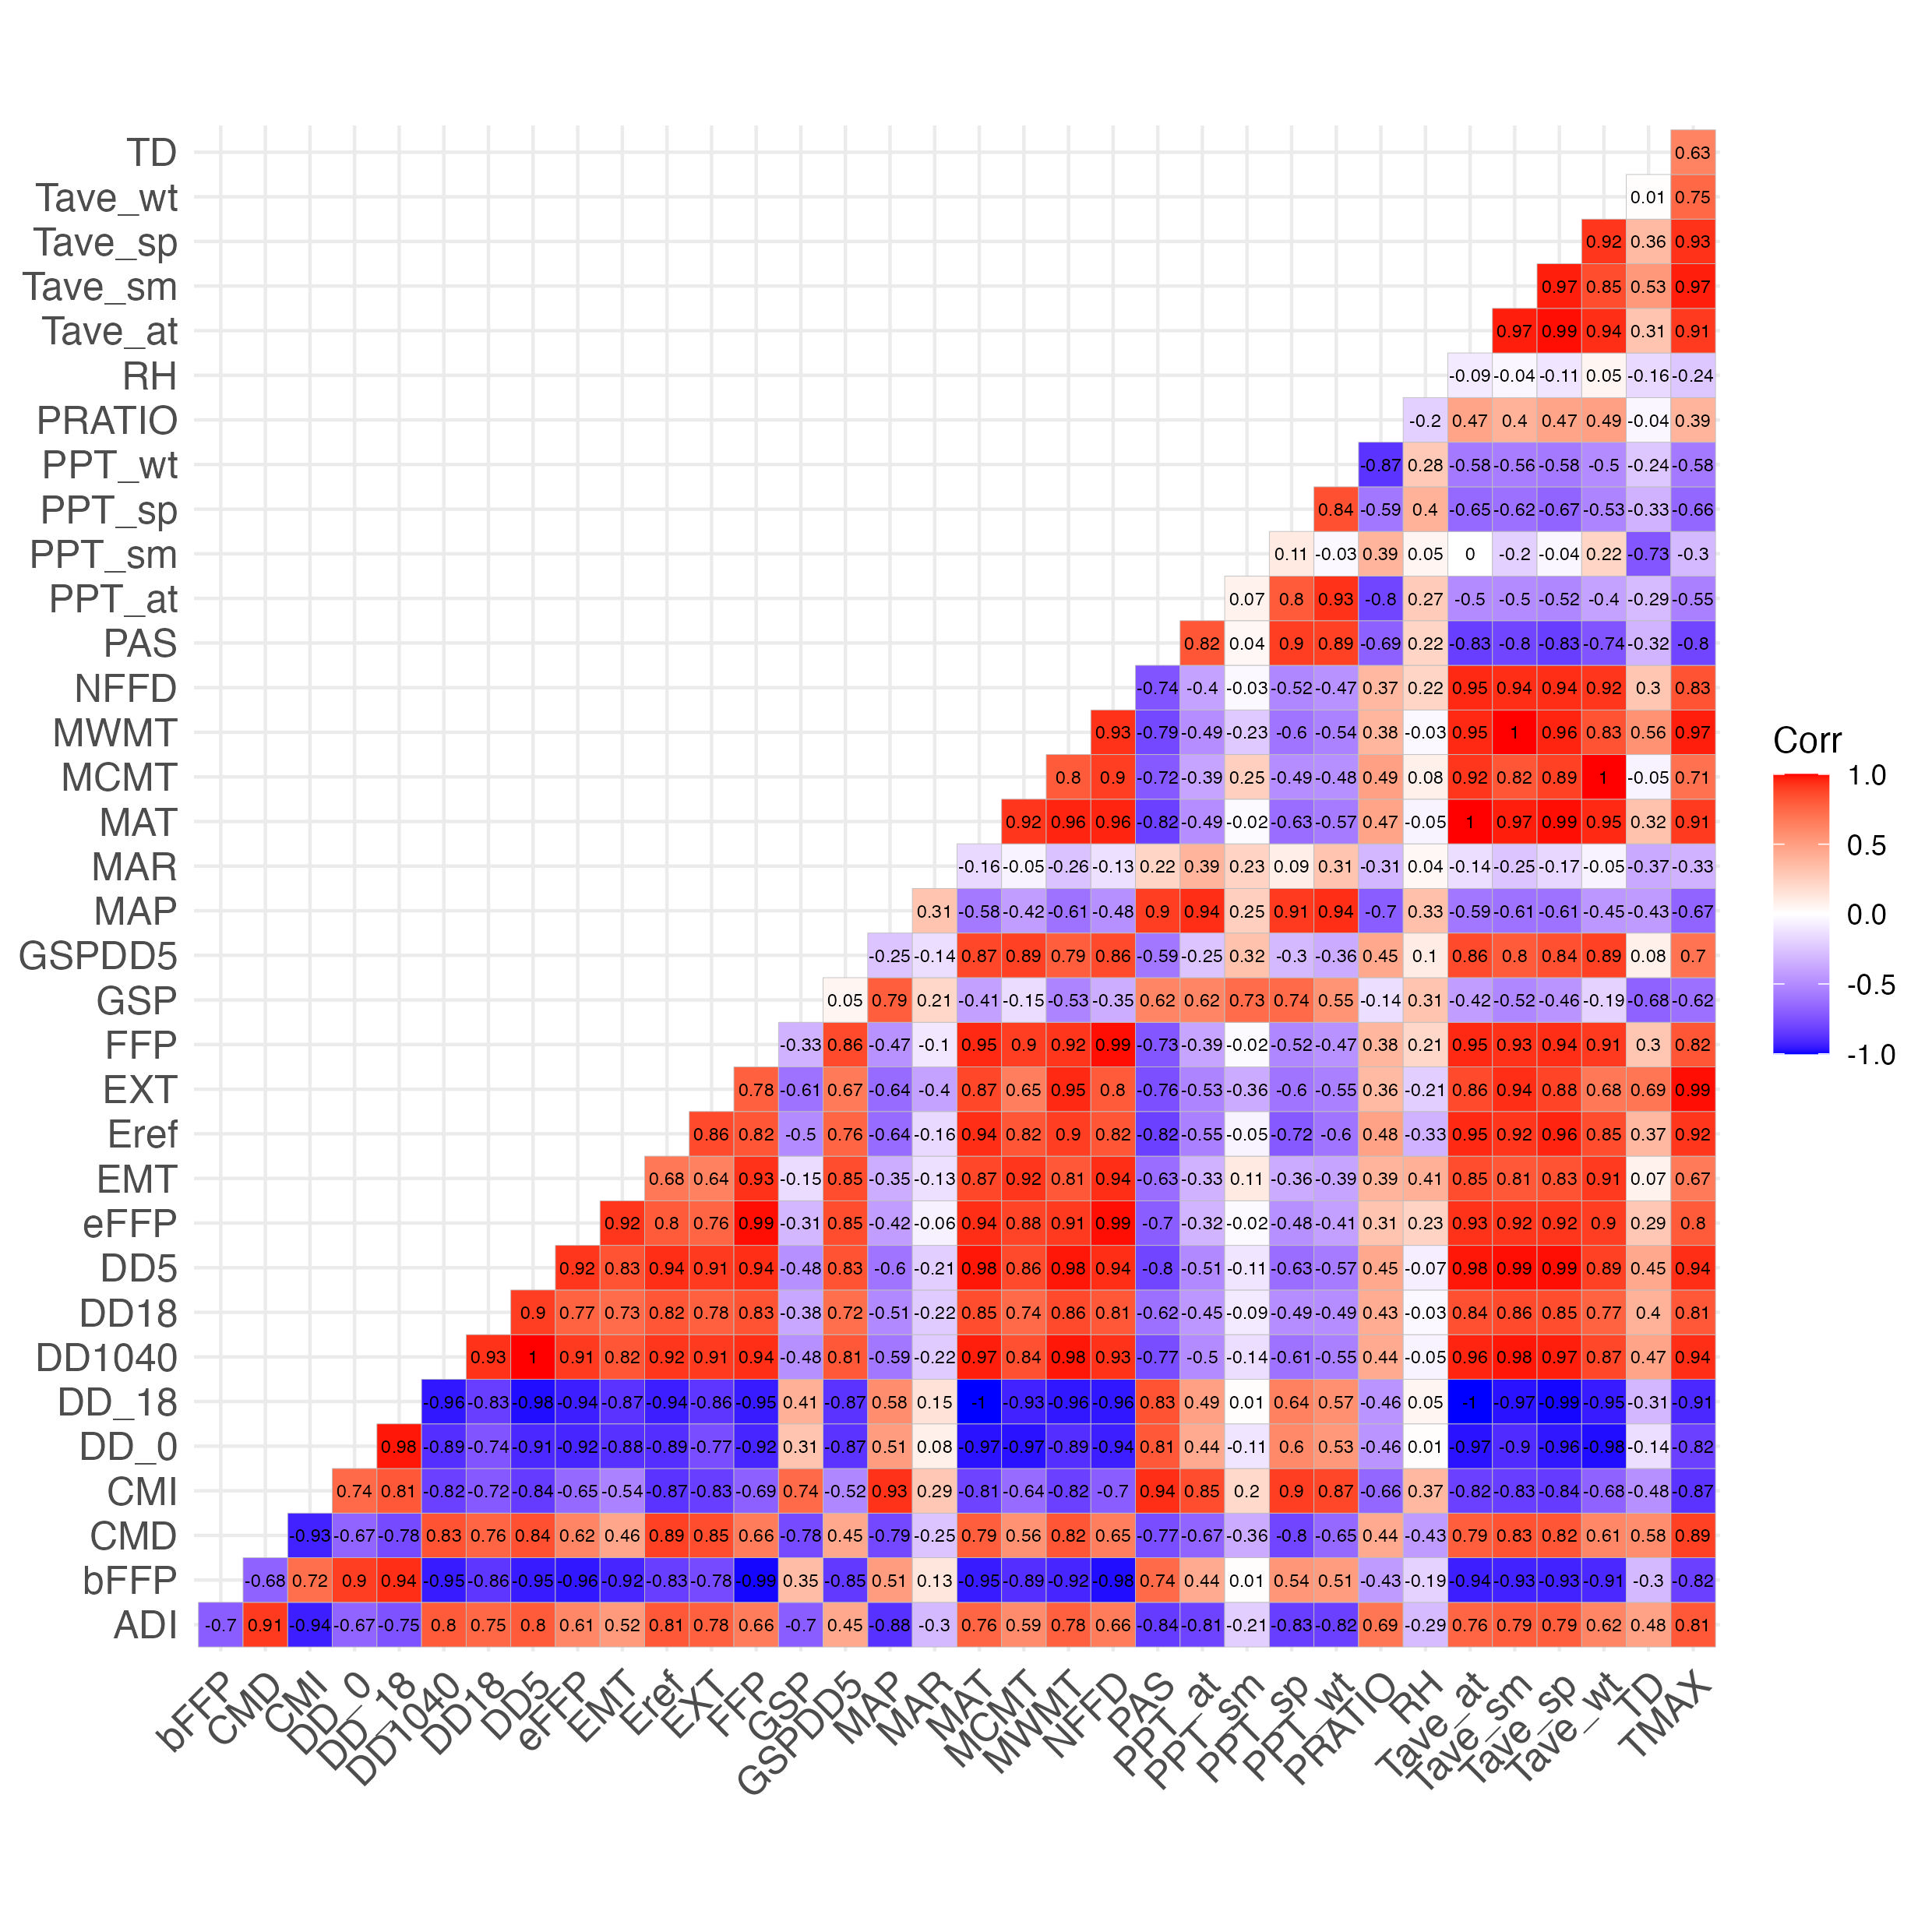 TD 0.63
Tave_wt 0.01 0.75
Tave_sp 0.92 0.36 0.93
Tave_sm 0.97 0.85 0.53 0.97
Tave_at 0.97 0.99 0.94 0.31 0.91
RH -0.09 -0.04 -0.11 0.05 -0.16 -0.24
PRATIO -0.2 0.47 0.4 0.47 0.49 -0.04 0.39
PPT_wt -0.87 0.28 -0.58 -0.56 -0.58 -0.5 -0.24 -0.58
PPT_sp 0.84 -0.59 0.4 -0.65 -0.62 -0.67 -0.53 -0.33 -0.66
PPT_sm 0.11 -0.03 0.39 0.05 0 -0.2 -0.04 0.22 -0.73 -0.3
PPT_at 0.07 0.8 0.93 -0.8 0.27 -0.5 -0.5 -0.52 -0.4 -0.29 -0.55
PAS 0.82 0.04 0.9 0.89 -0.69 0.22 -0.83 -0.8 -0.83 -0.74 -0.32 -0.8
NFFD -0.74 -0.4 -0.03 -0.52 -0.47 0.37 0.22 0.95 0.94 0.94 0.92 0.3 0.83
MWMT 0.93 -0.79 -0.49 -0.23 -0.6 -0.54 0.38 -0.03 0.95 1 0.96 0.83 0.56 0.97
MCMT 0.8 0.9 -0.72 -0.39 0.25 -0.49 -0.48 0.49 0.08 0.92 0.82 0.89 1 -0.05 0.71
MAT 0.92 0.96 0.96 -0.82 -0.49 -0.02 -0.63 -0.57 0.47 -0.05 1 0.97 0.99 0.95 0.32 0.91
MAR -0.16 -0.05 -0.26 -0.13 0.22 0.39 0.23 0.09 0.31 -0.31 0.04 -0.14 -0.25 -0.17 -0.05 -0.37 -0.33
MAP 0.31 -0.58 -0.42 -0.61 -0.48 0.9 0.94 0.25 0.91 0.94 -0.7 0.33 -0.59 -0.61 -0.61 -0.45 -0.43 -0.67
GSPDD5 -0.25 -0.14 0.87 0.89 0.79 0.86 -0.59 -0.25 0.32 -0.3 -0.36 0.45 0.1 0.86 0.8 0.84 0.89 0.08 0.7
GSP 0.05 0.79 0.21 -0.41 -0.15 -0.53 -0.35 0.62 0.62 0.73 0.74 0.55 -0.14 0.31 -0.42 -0.52 -0.46 -0.19 -0.68 -0.62
FFP -0.33 0.86 -0.47 -0.1 0.95 0.9 0.92 0.99 -0.73 -0.39 -0.02 -0.52 -0.47 0.38 0.21 0.95 0.93 0.94 0.91 0.3 0.82
EXT 0.78 -0.61 0.67 -0.64 -0.4 0.87 0.65 0.95 0.8 -0.76 -0.53 -0.36 -0.6 -0.55 0.36 -0.21 0.86 0.94 0.88 0.68 0.69 0.99
Eref 0.86 0.82 -0.5 0.76 -0.64 -0.16 0.94 0.82 0.9 0.82 -0.82 -0.55 -0.05 -0.72 -0.6 0.48 -0.33 0.95 0.92 0.96 0.85 0.37 0.92
EMT 0.68 0.64 0.93 -0.15 0.85 -0.35 -0.13 0.87 0.92 0.81 0.94 -0.63 -0.33 0.11 -0.36 -0.39 0.39 0.41 0.85 0.81 0.83 0.91 0.07 0.67
eFFP 0.92 0.8 0.76 0.99 -0.31 0.85 -0.42 -0.06 0.94 0.88 0.91 0.99 -0.7 -0.32 -0.02 -0.48 -0.41 0.31 0.23 0.93 0.92 0.92 0.9 0.29 0.8
DD5 0.92 0.83 0.94 0.91 0.94 -0.48 0.83 -0.6 -0.21 0.98 0.86 0.98 0.94 -0.8 -0.51 -0.11 -0.63 -0.57 0.45 -0.07 0.98 0.99 0.99 0.89 0.45 0.94
DD18 0.9 0.77 0.73 0.82 0.78 0.83 -0.38 0.72 -0.51 -0.22 0.85 0.74 0.86 0.81 -0.62 -0.45 -0.09 -0.49 -0.49 0.43 -0.03 0.84 0.86 0.85 0.77 0.4 0.81
DD1040 0.93 1 0.91 0.82 0.92 0.91 0.94 -0.48 0.81 -0.59 -0.22 0.97 0.84 0.98 0.93 -0.77 -0.5 -0.14 -0.61 -0.55 0.44 -0.05 0.96 0.98 0.97 0.87 0.47 0.94
DD_18 -0.96 -0.83 -0.98 -0.94 -0.87 -0.94 -0.86 -0.95 0.41 -0.87 0.58 0.15 -1 -0.93 -0.96 -0.96 0.83 0.49 0.01 0.64 0.57 -0.46 0.05 -1 -0.97 -0.99 -0.95 -0.31 -0.91
DD_0 0.98 -0.89 -0.74 -0.91 -0.92 -0.88 -0.89 -0.77 -0.92 0.31 -0.87 0.51 0.08 -0.97 -0.97 -0.89 -0.94 0.81 0.44 -0.11 0.6 0.53 -0.46 0.01 -0.97 -0.9 -0.96 -0.98 -0.14 -0.82
CMI 0.74 0.81 -0.82 -0.72 -0.84 -0.65 -0.54 -0.87 -0.83 -0.69 0.74 -0.52 0.93 0.29 -0.81 -0.64 -0.82 -0.7 0.94 0.85 0.2 0.9 0.87 -0.66 0.37 -0.82 -0.83 -0.84 -0.68 -0.48 -0.87
CMD -0.93 -0.67 -0.78 0.83 0.76 0.84 0.62 0.46 0.89 0.85 0.66 -0.78 0.45 -0.79 -0.25 0.79 0.56 0.82 0.65 -0.77 -0.67 -0.36 -0.8 -0.65 0.44 -0.43 0.79 0.83 0.82 0.61 0.58 0.89
bFFP -0.68 0.72 0.9 0.94 -0.95 -0.86 -0.95 -0.96 -0.92 -0.83 -0.78 -0.99 0.35 -0.85 0.51 0.13 -0.95 -0.89 -0.92 -0.98 0.74 0.44 0.01 0.54 0.51 -0.43 -0.19 -0.94 -0.93 -0.93 -0.91 -0.3 -0.82
ADI -0.7 0.91 -0.94 -0.67 -0.75 0.8 0.75 0.8 0.61 0.52 0.81 0.78 0.66 -0.7 0.45 -0.88 -0.3 0.76 0.59 0.78 0.66 -0.84 -0.81 -0.21 -0.83 -0.82 0.69 -0.29 0.76 0.79 0.79 0.62 0.48 0.81
bFFP CMD CMI DD_0 DD_18 DD1040 DD18 DD5 eFFP EMT Eref EXT FFP GSP GSPDD5 MAP MAR MAT MCMT MWMT NFFD PAS PPT_at PPT_sm PPT_sp PPT_wt PRATIO RH Tave_at Tave_sm Tave_sp Tave_wt TD TMAX
Corr
1.0
0.5
0.0
-0.5
-1.0